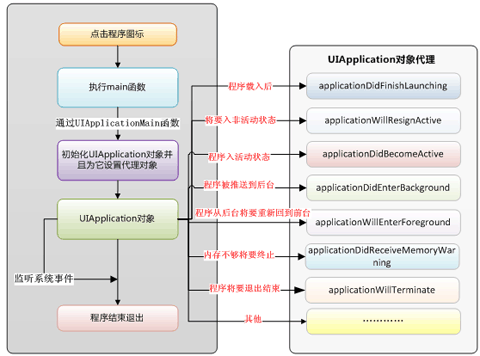 点击程序图标
执行main函数
通过UIApplicationMain函数
初始化UIApplication对象并
且为它设置代理对象
UIApplication对象
监听系统事件
程序结束退出
UIApplication对象代理
程序载入后
applicationDidFinishLaunching
将要入非活动状态
applicationWillResignActive
程序入活动状态
applicationDidBecomeActive
程序被推送到后台
applicationDidEnterBackground
程序从后台将要重新回到前台
applicationWillEnterForeground
内存不够将要终止
applicationDidReceiveMemoryWar
ning
程序将要退出结束
applicationWillTerminate
其他
…………